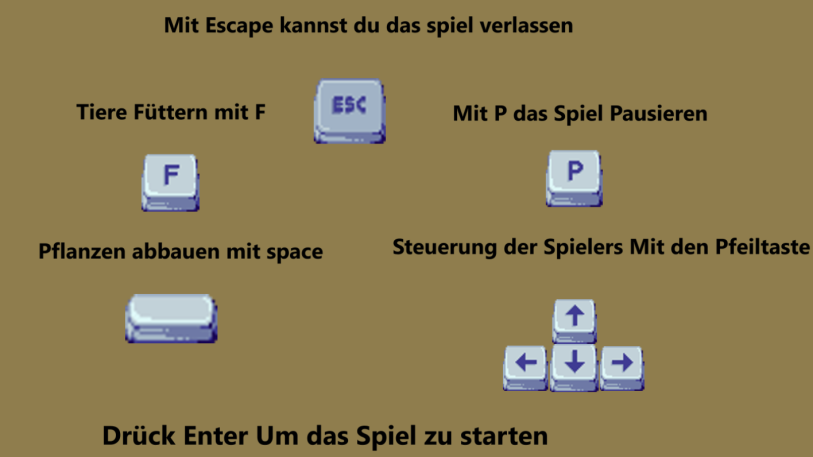 Mit Escape kannst du das spiel verlassen
ESC
Tiere Füttern mit F
Mit P das Spiel Pausieren
F
P
Pflanzen abbauen mit space
Steuerung der Spielers Mit den Pfeiltaste
↑
← ↓ →
Drück Enter Um das Spiel zu starten